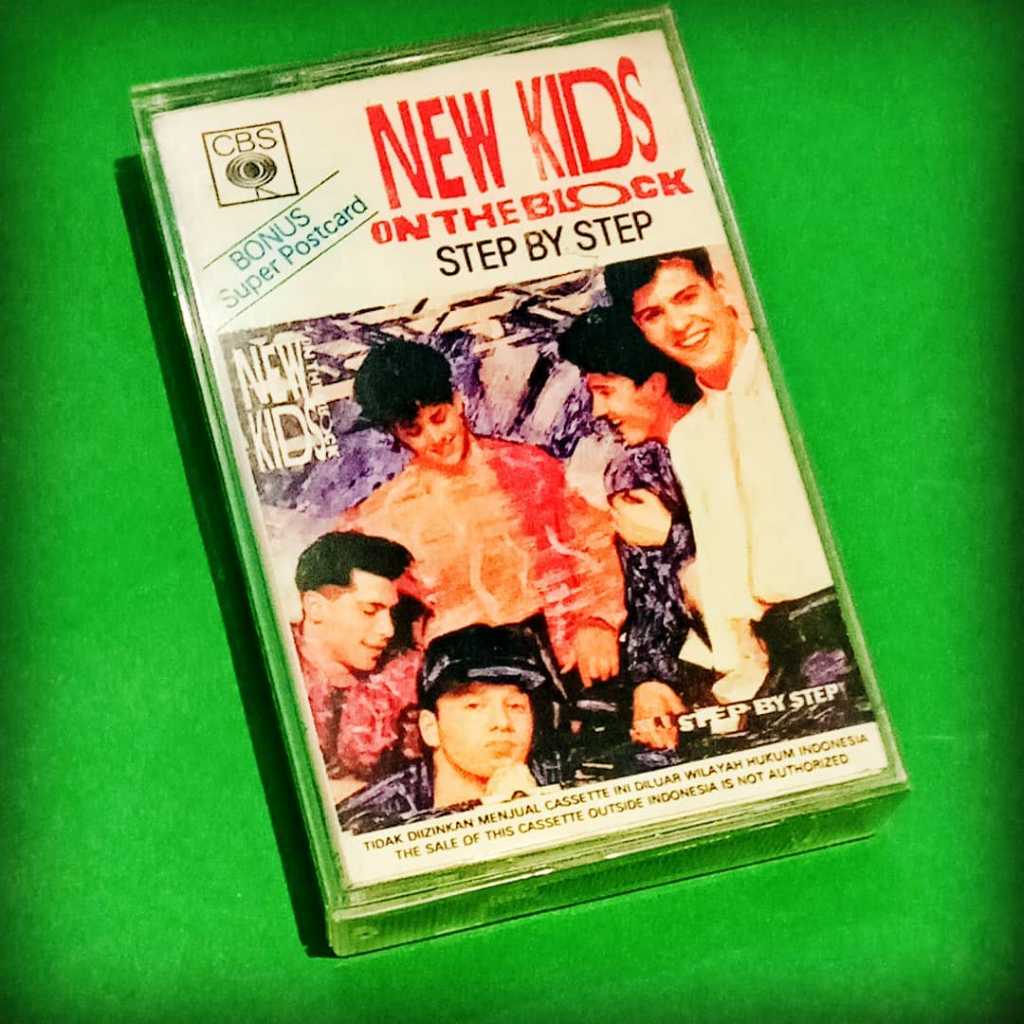 CBS
BONUS
Super Postcard
NEW KIDS
ON THE BLOCK
STEP BY STEP
NEW
KIDS
STEP BY STEP
TIDAK DIIZINKAN MENJUAL CASSETTE INI DILUAR WILAYAH HUKUM INDONESIA
THE SALE OF THIS CASSETTE OUTSIDE INDONESIA IS NOT AUTHORIZED